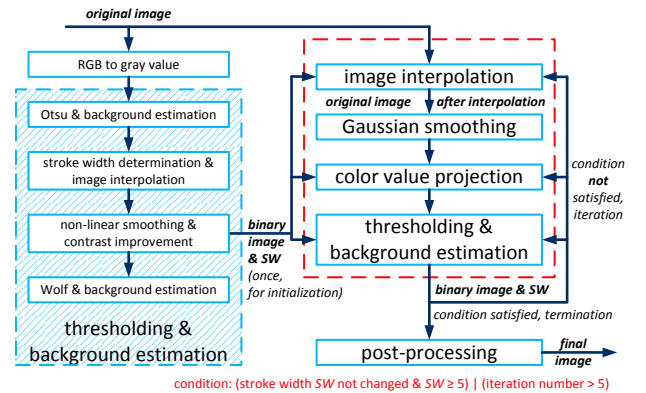 original image
RGB to gray value
Otsu & background estimation
stroke width determination &
image interpolation
non-linear smoothing &
contrast improvement
Wolf & background estimation
thresholding &
background estimation
binary
image
& SW
(once,
for initialization)
image interpolation
original image after interpolation
Gaussian smoothing
color value projection
thresholding &
background estimation
condition
not
satisfied,
iteration
binary image & SW
condition satisfied, termination
post-processing
final
image
condition: (stroke width SW not changed & SW ≥ 5) | (iteration number > 5)